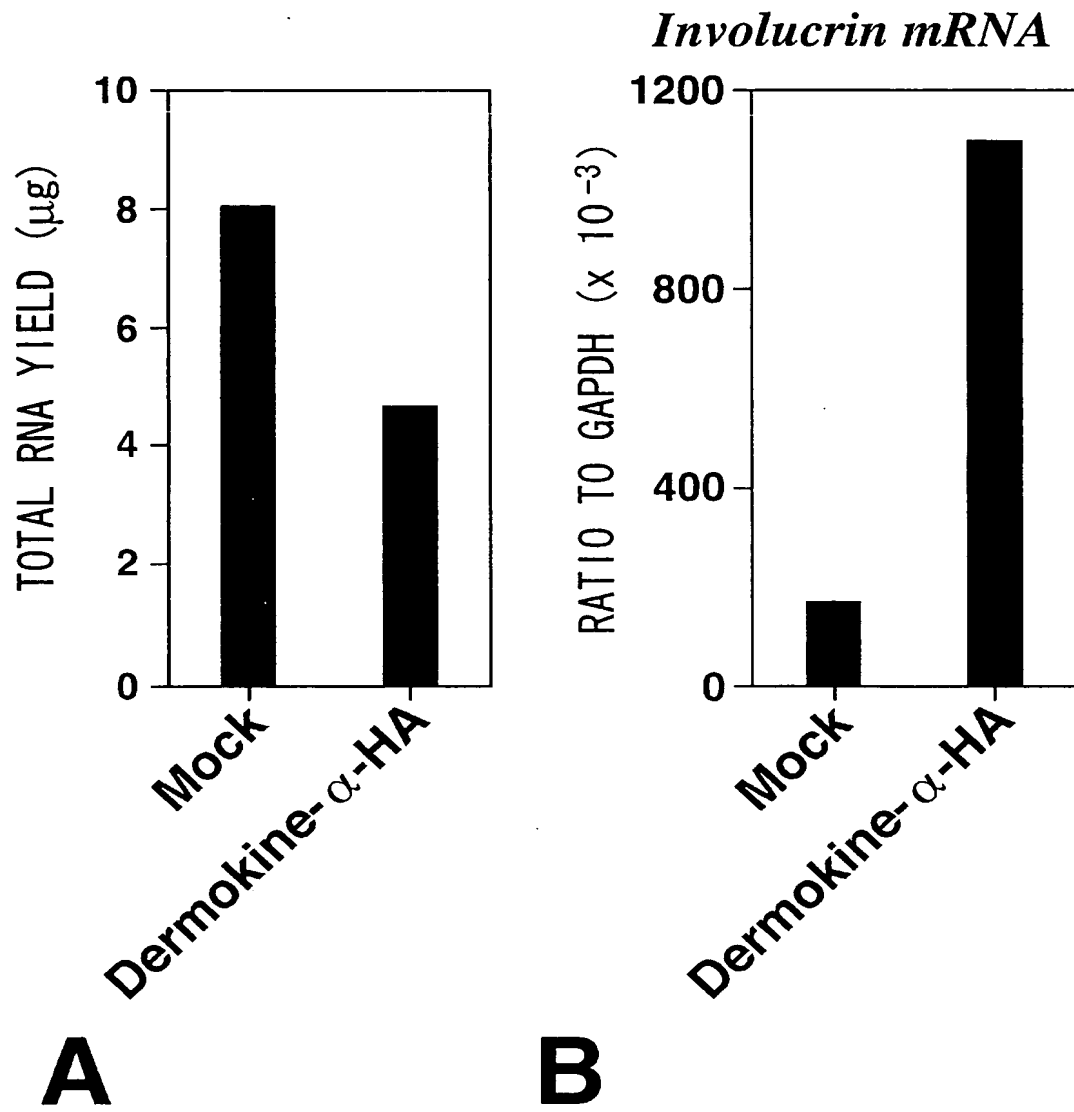 Involucrin mRNA
TOTAL RNA YIELD (μg)
10
8
6
4
2
0
Mock
Dermokine-α-HA
A
RATIO TO GAPDH (x 10⁻³)
1200
800
400
0
Mock
Dermokine-α-HA
B